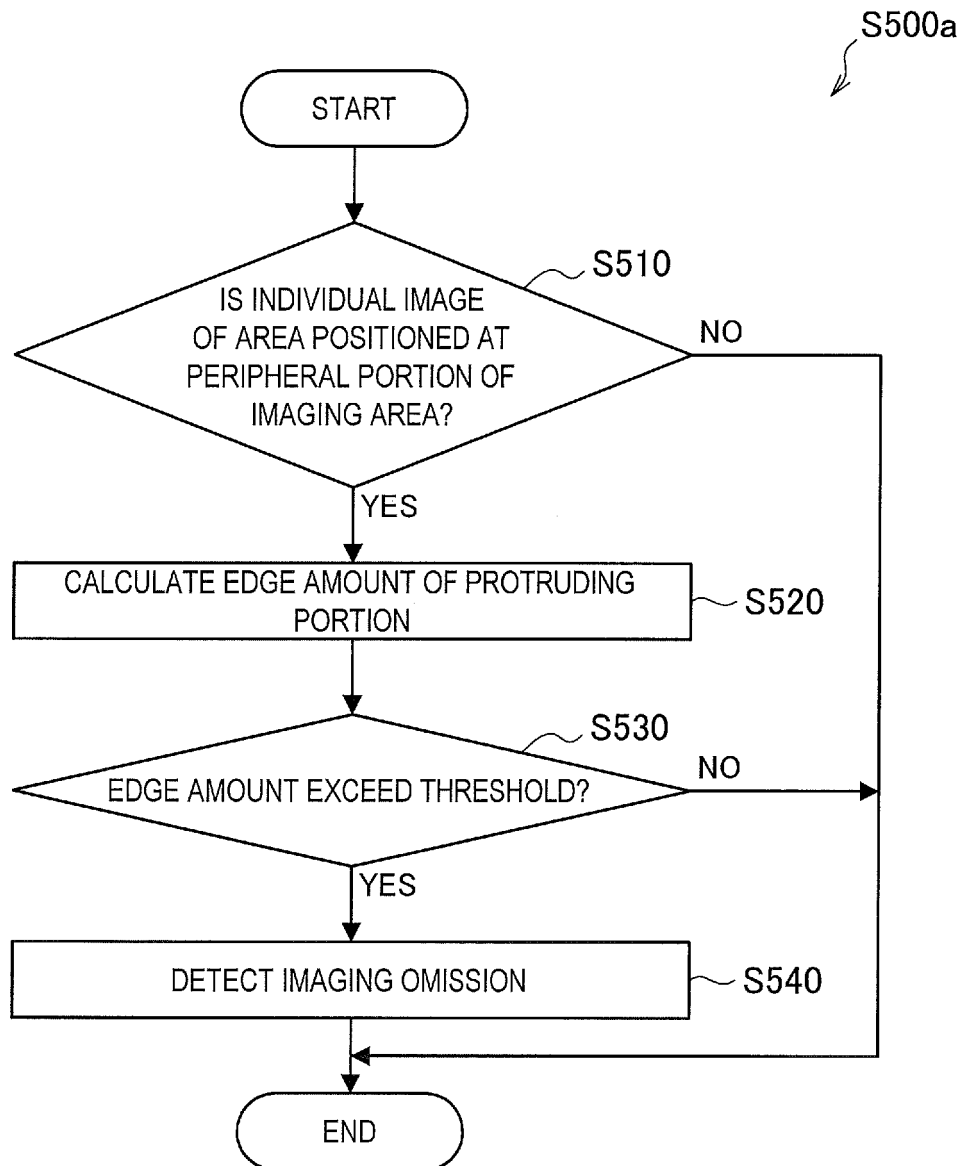 S500a
START
S510
IS INDIVIDUAL IMAGE
OF AREA POSITIONED AT
PERIPHERAL PORTION OF
IMAGING AREA?
NO
YES
CALCULATE EDGE AMOUNT OF PROTRUDING
PORTION
S520
S530
EDGE AMOUNT EXCEED THRESHOLD?
NO
YES
DETECT IMAGING OMISSION
S540
END